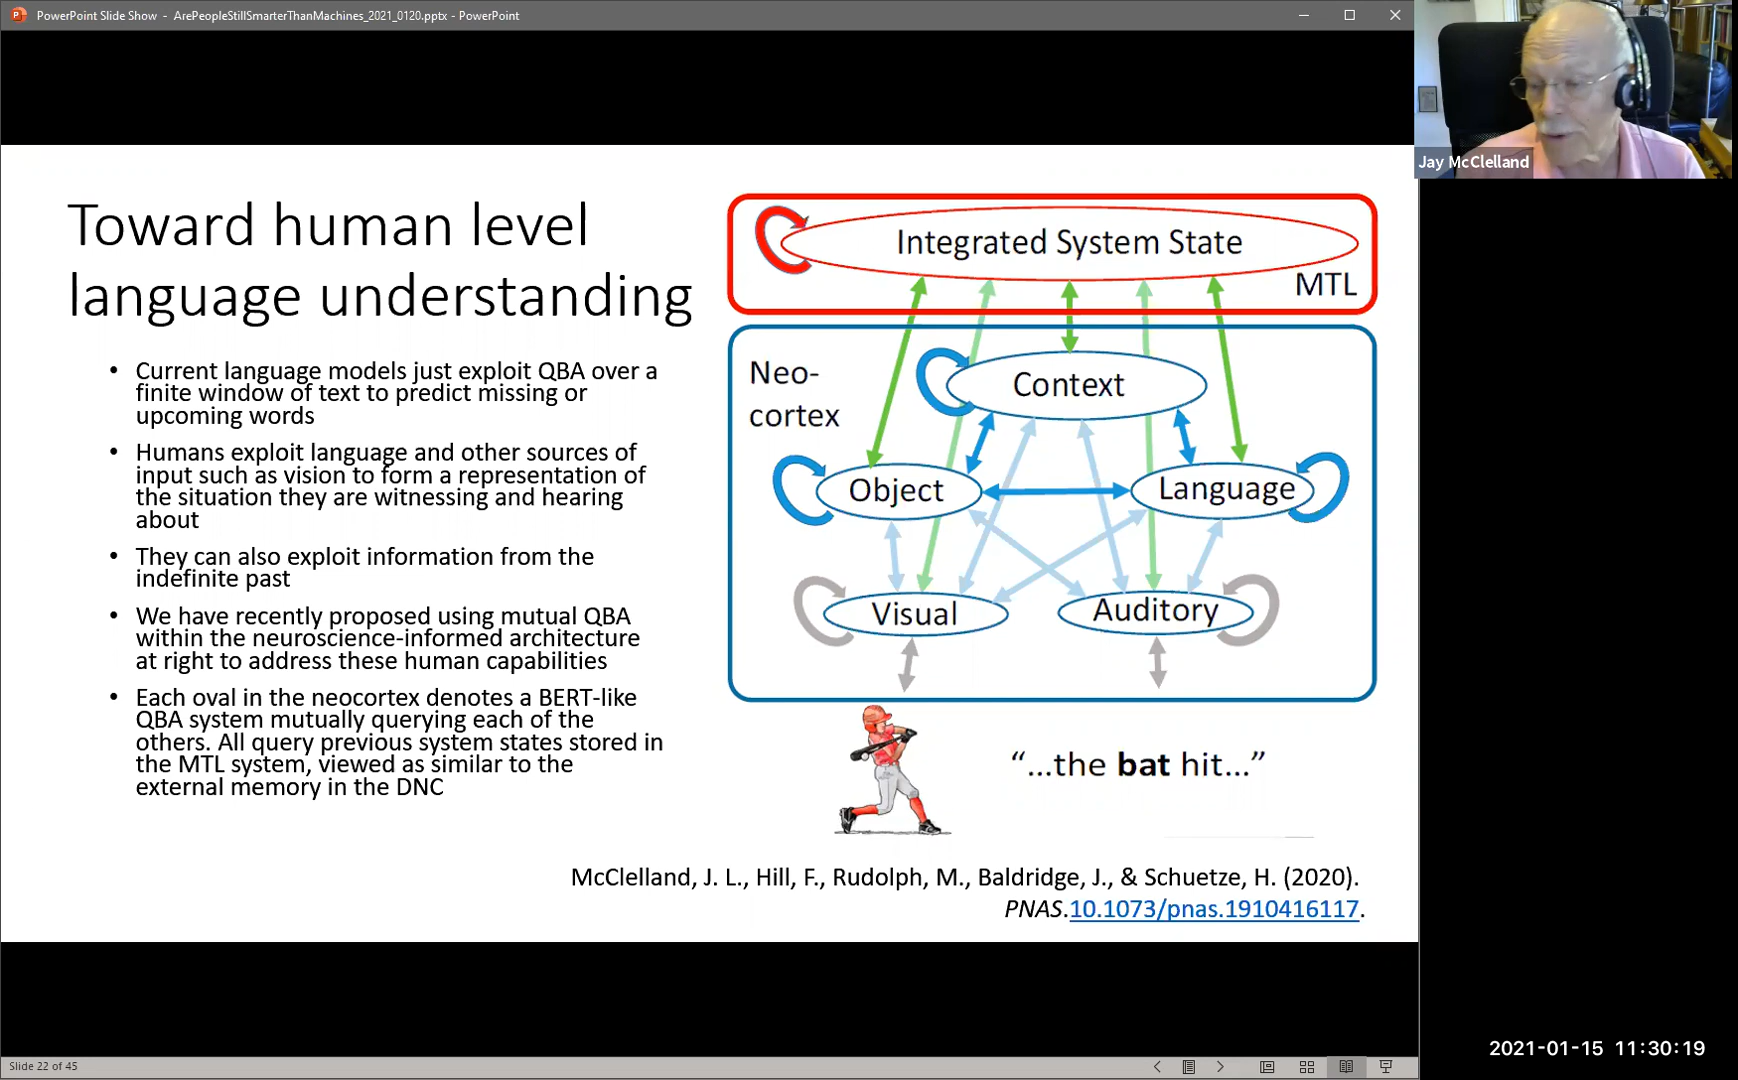 PowerPoint Slide Show - ArePeopleStillSmarterThanMachines_2021_0120.pptx - PowerPoint
Jay McClelland
Toward human level
language understanding
• Current language models just exploit QBA over a
finite window of text to predict missing or
upcoming words
• Humans exploit language and other sources of
input such as vision to form a representation of
the situation they are witnessing and hearing
about
• They can also exploit information from the
indefinite past
• We have recently proposed using mutual QBA
within the neuroscience-informed architecture
at right to address these human capabilities
• Each oval in the neocortex denotes a BERT-like
QBA system mutually querying each of the
others. All query previous system states stored in
the MTL system, viewed as similar to the
external memory in the DNC
Integrated System State
MTL
Neo-
cortex
Context
Object
Language
Visual
Auditory
“...the bat hit...”
McClelland, J. L., Hill, F., Rudolph, M., Baldridge, J., & Schuetze, H. (2020).
PNAS.10.1073/pnas.1910416117.
2021-01-15 11:30:19
Slide 22 of 45